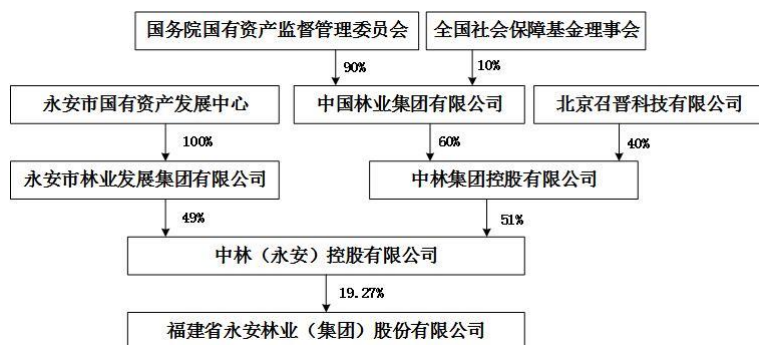 国务院国有资产监督管理委员会
全国社会保障基金理事会
90%
10%
永安市国有资产发展中心
中国林业集团有限公司
北京召晋科技有限公司
100%
60%
40%
永安市林业发展集团有限公司
中林集团控股有限公司
49%
51%
中林（永安）控股有限公司
19.27%
福建省永安林业（集团）股份有限公司